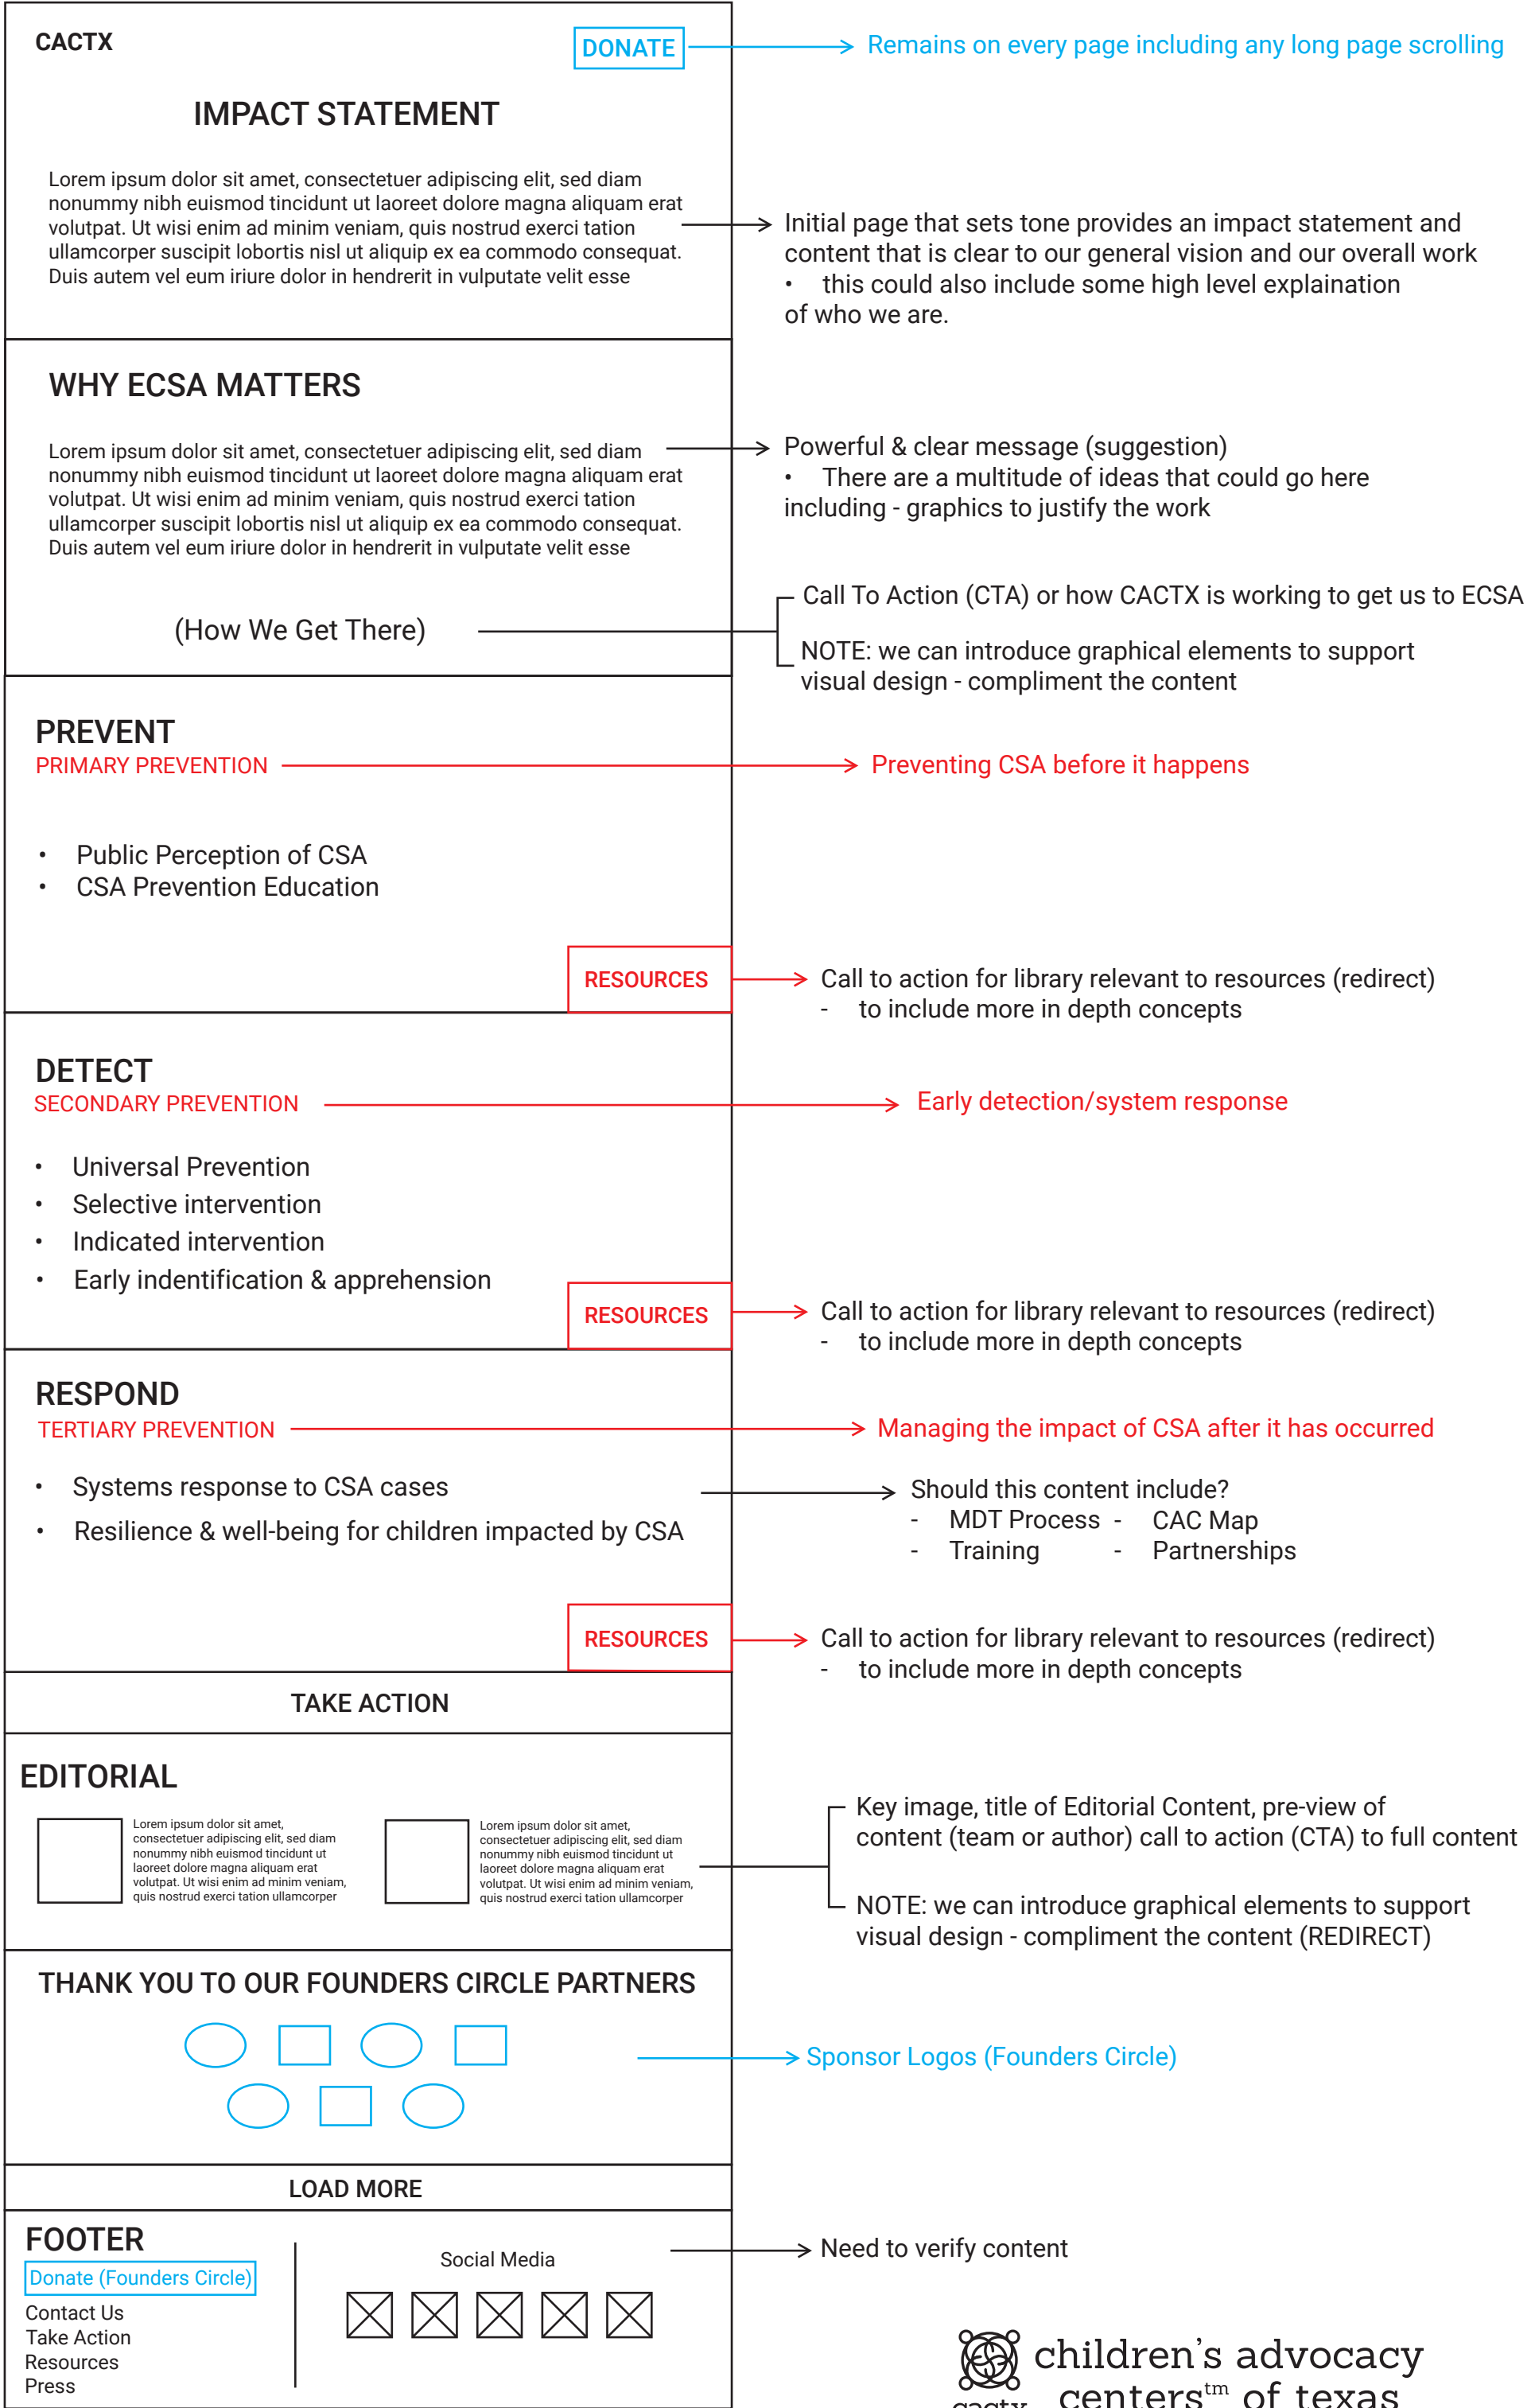 CACTX
DONATE
Remains on every page including any long page scrolling
IMPACT STATEMENT
Lorem ipsum dolor sit amet, consectetuer adipiscing elit, sed diam
nonummy nibh euismod tincidunt ut laoreet dolore magna aliquam erat
volutpat. Ut wisi enim ad minim veniam, quis nostrud exerci tation
ullamcorper suscipit lobortis nisl ut aliquip ex ea commodo consequat.
Duis autem vel eum iriure dolor in hendrerit in vulputate velit esse
Initial page that sets tone provides an impact statement and
content that is clear to our general vision and our overall work
• this could also include some high level explaination
of who we are.
WHY ECSA MATTERS
Lorem ipsum dolor sit amet, consectetuer adipiscing elit, sed diam
nonummy nibh euismod tincidunt ut laoreet dolore magna aliquam erat
volutpat. Ut wisi enim ad minim veniam, quis nostrud exerci tation
ullamcorper suscipit lobortis nisl ut aliquip ex ea commodo consequat.
Duis autem vel eum iriure dolor in hendrerit in vulputate velit esse
Powerful & clear message (suggestion)
• There are a multitude of ideas that could go here
including - graphics to justify the work
(How We Get There)
Call To Action (CTA) or how CACTX is working to get us to ECSA
NOTE: we can introduce graphical elements to support
visual design - compliment the content
PREVENT
PRIMARY PREVENTION
Preventing CSA before it happens
• Public Perception of CSA
• CSA Prevention Education
RESOURCES
Call to action for library relevant to resources (redirect)
- to include more in depth concepts
DETECT
SECONDARY PREVENTION
Early detection/system response
• Universal Prevention
• Selective intervention
• Indicated intervention
• Early indentification & apprehension
RESOURCES
Call to action for library relevant to resources (redirect)
- to include more in depth concepts
RESPOND
TERTIARY PREVENTION
Managing the impact of CSA after it has occurred
• Systems response to CSA cases
• Resilience & well-being for children impacted by CSA
Should this content include?
- MDT Process - CAC Map
- Training - Partnerships
RESOURCES
Call to action for library relevant to resources (redirect)
- to include more in depth concepts
TAKE ACTION
EDITORIAL
Lorem ipsum dolor sit amet,
consectetuer adipiscing elit, sed diam
nonummy nibh euismod tincidunt ut
laoreet dolore magna aliquam erat
volutpat. Ut wisi enim ad minim veniam,
quis nostrud exerci tation ullamcorper
Lorem ipsum dolor sit amet,
consectetuer adipiscing elit, sed diam
nonummy nibh euismod tincidunt ut
laoreet dolore magna aliquam erat
volutpat. Ut wisi enim ad minim veniam,
quis nostrud exerci tation ullamcorper
Key image, title of Editorial Content, pre-view of
content (team or author) call to action (CTA) to full content
NOTE: we can introduce graphical elements to support
visual design - compliment the content (REDIRECT)
THANK YOU TO OUR FOUNDERS CIRCLE PARTNERS
Sponsor Logos (Founders Circle)
LOAD MORE
FOOTER
Donate (Founders Circle)
Contact Us
Take Action
Resources
Press
Social Media
Need to verify content
children's advocacy
centers™ of texas
cactx